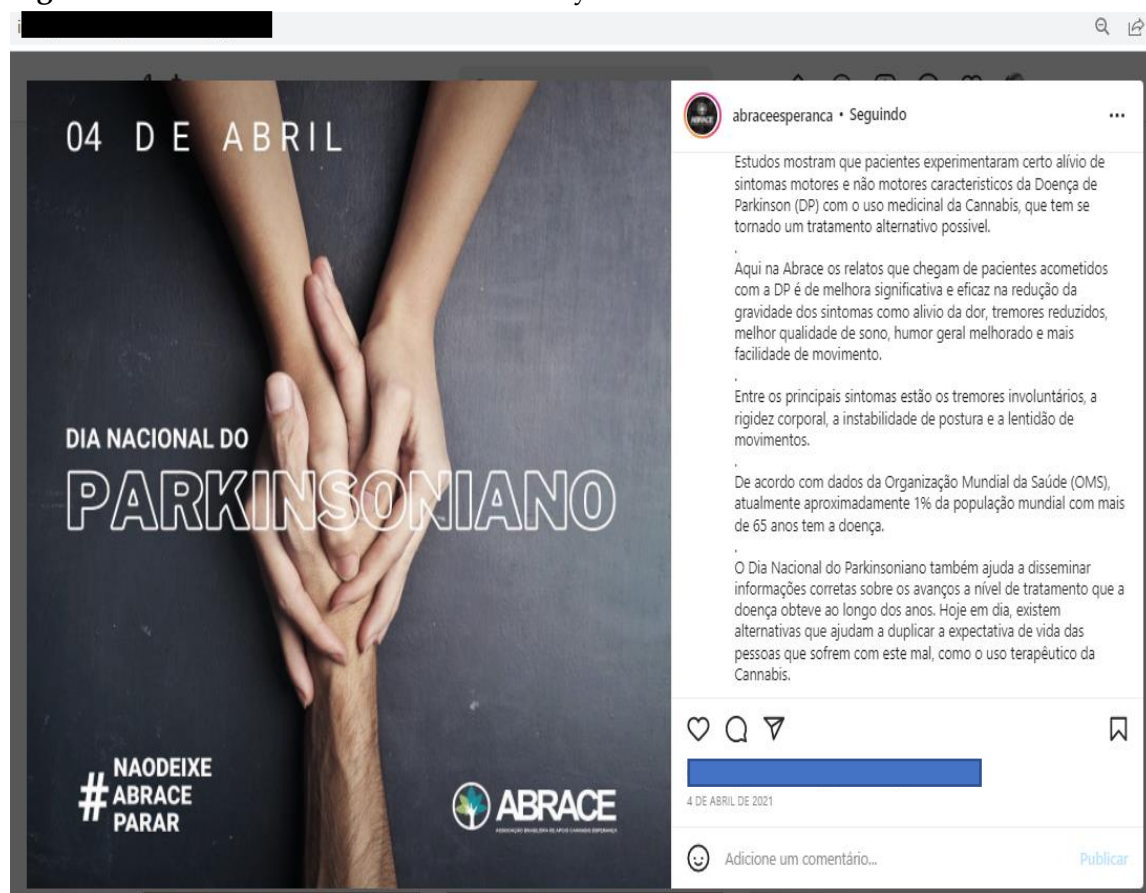 04 DE ABRIL
DIA NACIONAL DO
PARKINSONIANO
#NAODEIXE
ABRACE
PARAR
ABRACE
ASSOCIAÇÃO BRASILEIRA DE APOIO CANNABIS ESPERANÇA
abraceesperanca • Seguindo
Estudos mostram que pacientes experimentaram certo alívio de
sintomas motores e não motores caracteristicos da Doença de
Parkinson (DP) com o uso medicinal da Cannabis, que tem se
tornado um tratamento alternativo possivel.
.
Aqui na Abrace os relatos que chegam de pacientes acometidos
com a DP é de melhora significativa e eficaz na redução da
gravidade dos sintomas como alivio da dor, tremores reduzidos,
melhor qualidade de sono, humor geral melhorado e mais
facilidade de movimento.
.
Entre os principais sintomas estão os tremores involuntários, a
rigidez corporal, a instabilidade de postura e a lentidão de
movimentos.
.
De acordo com dados da Organização Mundial da Saúde (OMS),
atualmente aproximadamente 1% da população mundial com mais
de 65 anos tem a doença.
.
O Dia Nacional do Parkinsoniano também ajuda a disseminar
informações corretas sobre os avanços a nível de tratamento que a
doença obteve ao longo dos anos. Hoje em dia, existem
alternativas que ajudam a duplicar a expectativa de vida das
pessoas que sofrem com este mal, como o uso terapêutico da
Cannabis.
4 DE ABRIL DE 2021
Adicione um comentário...
Publicar